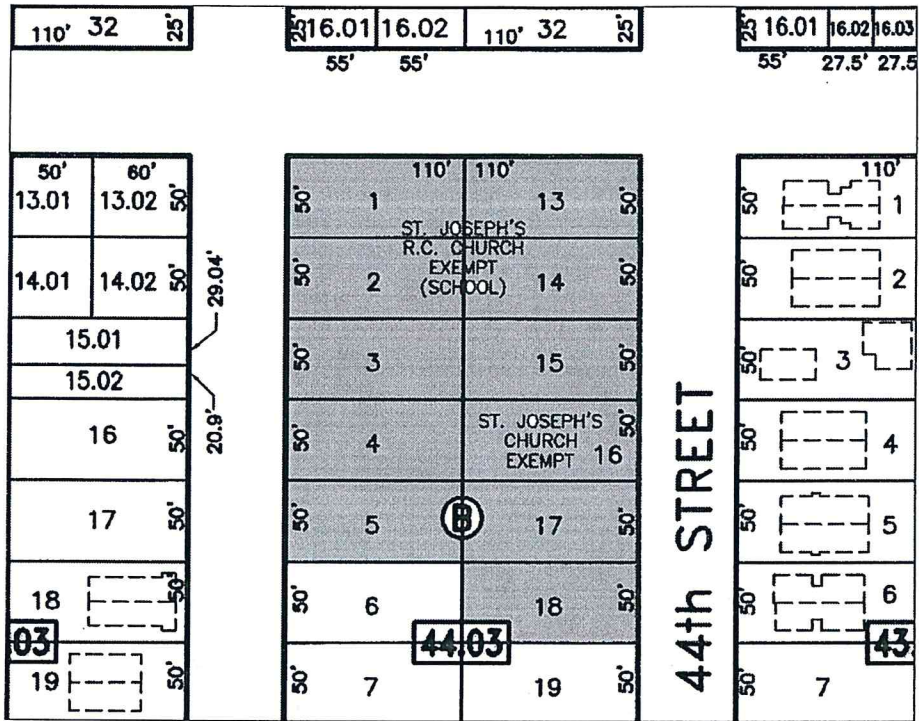 110' 32 25'
25' 16.01 16.02 110' 32 25'
25' 16.01 16.02 16.03
55' 55'
55' 27.5' 27.5
50' 60'
13.01 13.02 50'
14.01 14.02 50'
15.01
29.04'
15.02
20.9'
16 50'
17 50'
18 50'
.03
19 50'
110' 110'
50' 1 13 50'
ST. JOSEPH'S
R.C. CHURCH
EXEMPT
(SCHOOL)
50' 2 14 50'
50' 3 15 50'
50' 4
ST. JOSEPH'S
CHURCH
EXEMPT 16 50'
50' 5 B 17 50'
50' 6 18 50'
44.03
50' 7 19 50'
44th STREET
110'
50' 1
50' 2
50' 3
50' 4
50' 5
50' 6
43.
50' 7